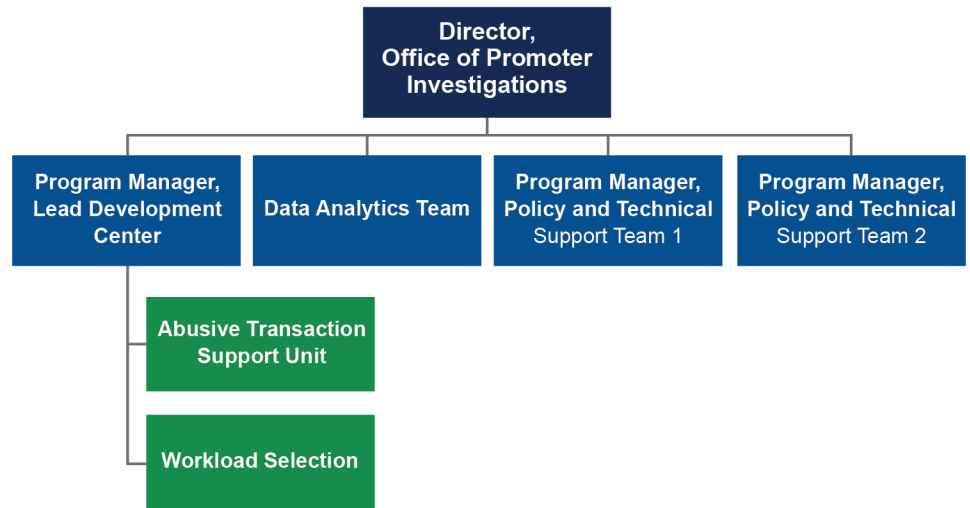 Director,
Office of Promoter
Investigations
Program Manager,
Lead Development
Center
Data Analytics Team
Program Manager,
Policy and Technical
Support Team 1
Program Manager,
Policy and Technical
Support Team 2
Abusive Transaction
Support Unit
Workload Selection